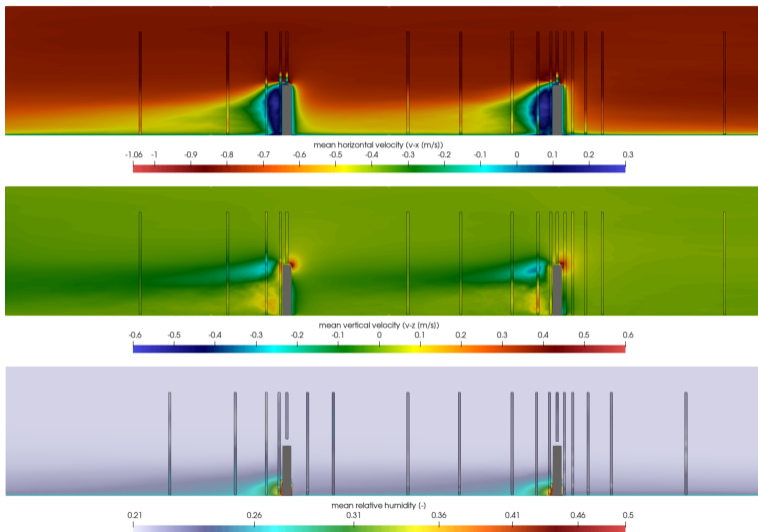 mean horizontal velocity (v-x (m/s))
-1.06 -1 -0.9 -0.8 -0.7 -0.6 -0.5 -0.4 -0.3 -0.2 -0.1 0 0.1 0.2 0.3
mean vertical velocity (v-z (m/s))
-0.6 -0.5 -0.4 -0.3 -0.2 -0.1 0 0.1 0.2 0.3 0.4 0.5 0.6
mean relative humidity (-)
0.21 0.26 0.31 0.36 0.41 0.46 0.5